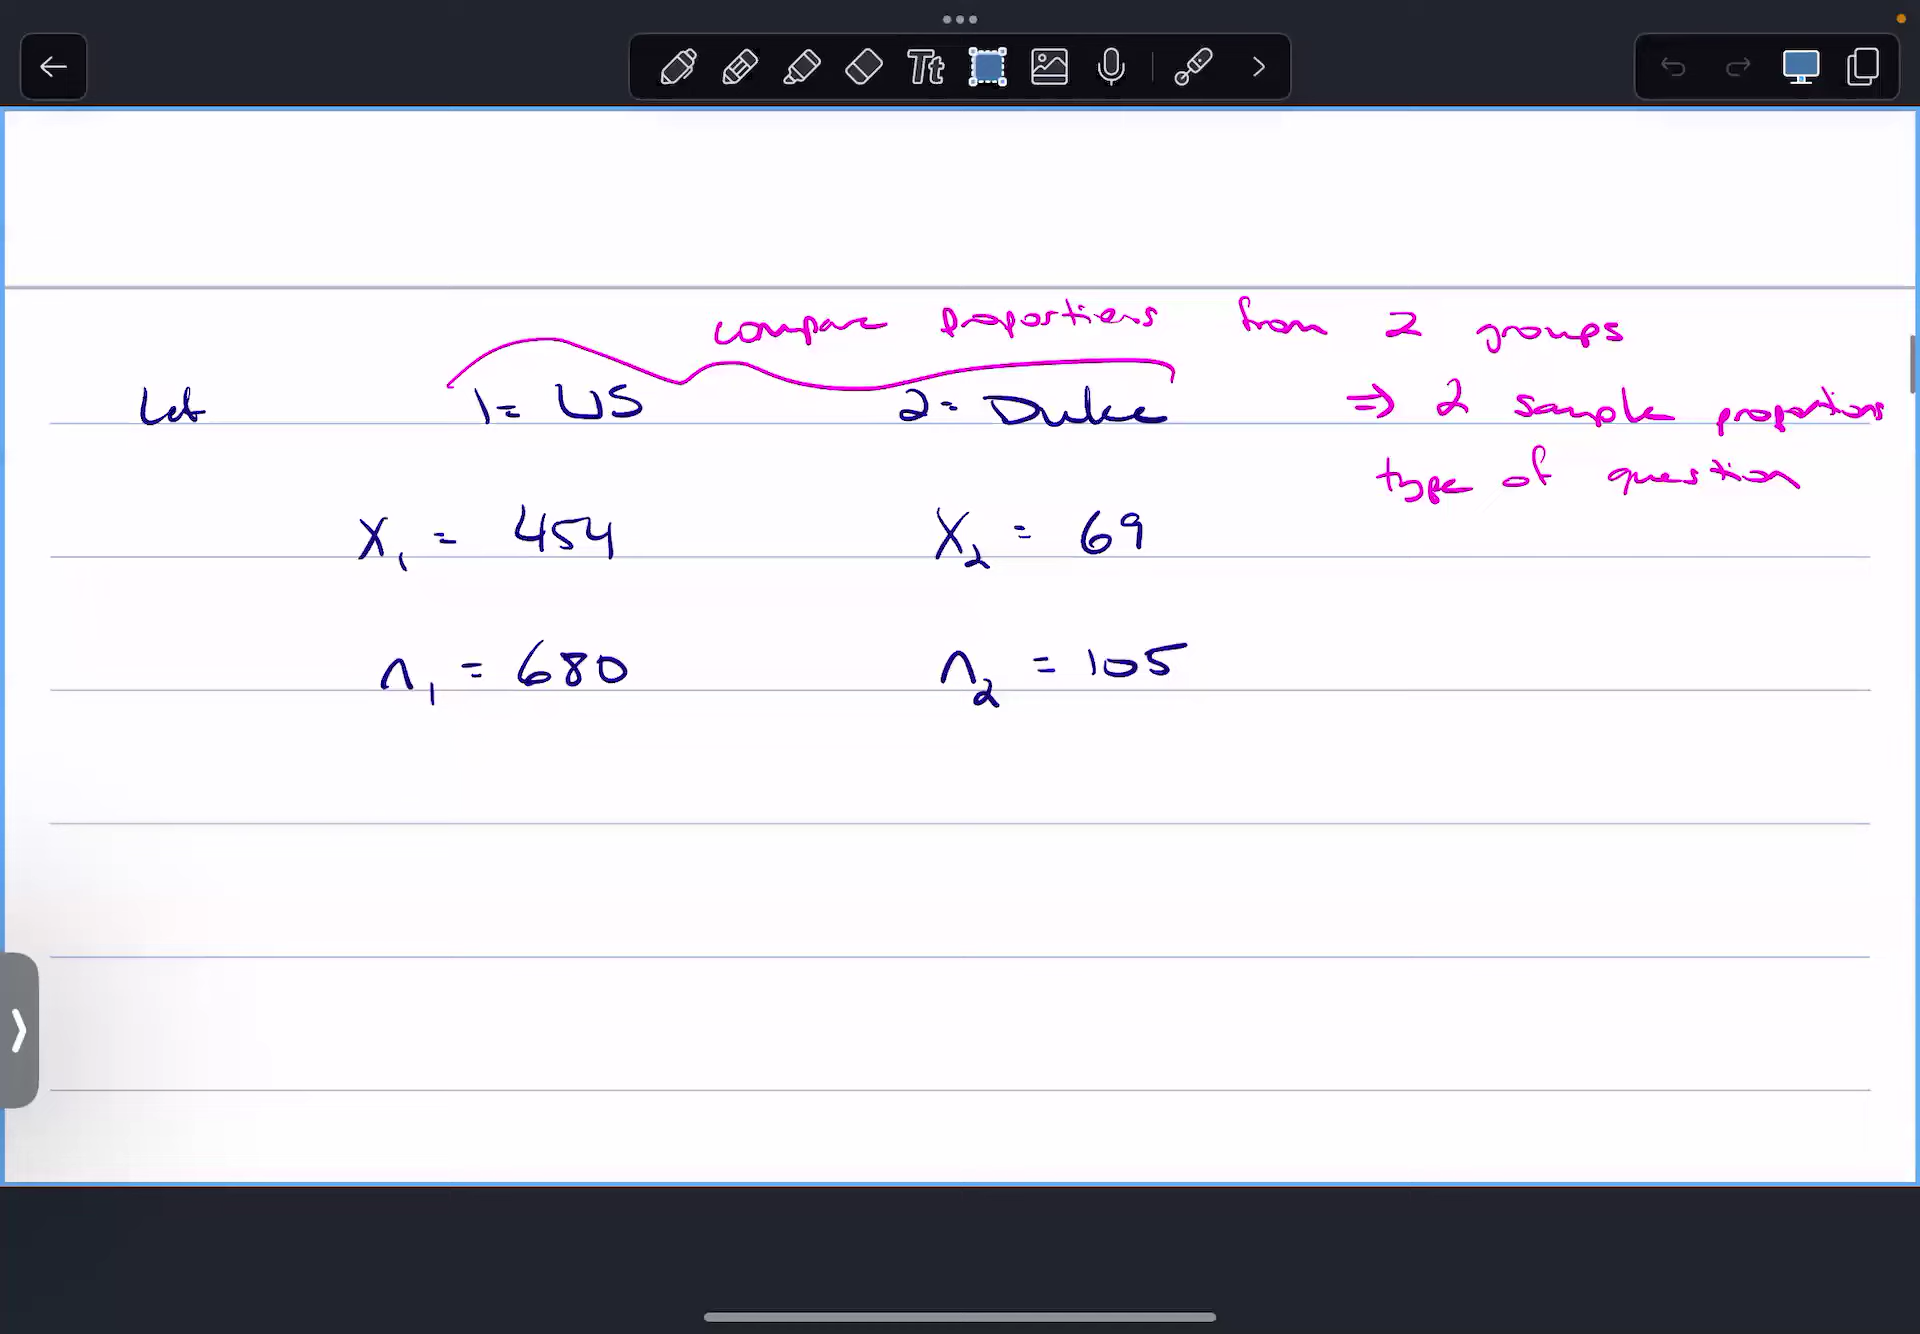 Tt
compare proportions from 2 groups
Let 1= US 2= Duke => 2 sample proportions
type of question
X₁ = 454 X₂ = 69
n₁ = 680 n₂ = 105